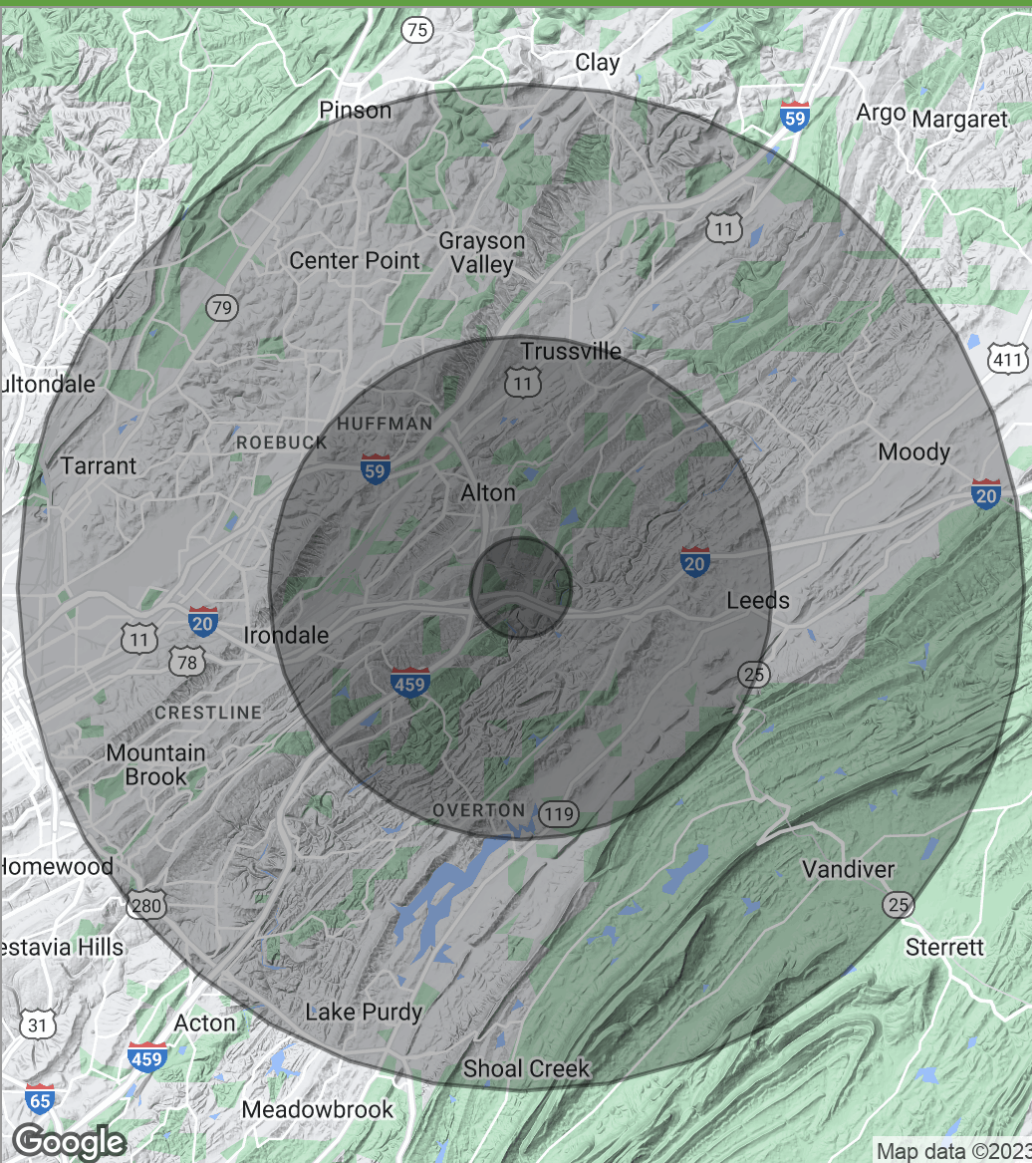 75
Clay
Pinson
59
Argo
Margaret
11
Grayson
Valley
Center Point
79
Trussville
411
11
ultondale
HUFFMAN
ROEBUCK
Moody
Tarrant
59
Alton
20
20
Leeds
20
11
Irondale
78
25
459
CRESTLINE
Mountain
Brook
OVERTON
119
Homewood
Vandiver
280
25
estavia Hills
Sterrett
Lake Purdy
31
Acton
459
Shoal Creek
65
Meadowbrook
Google
Map data ©2023